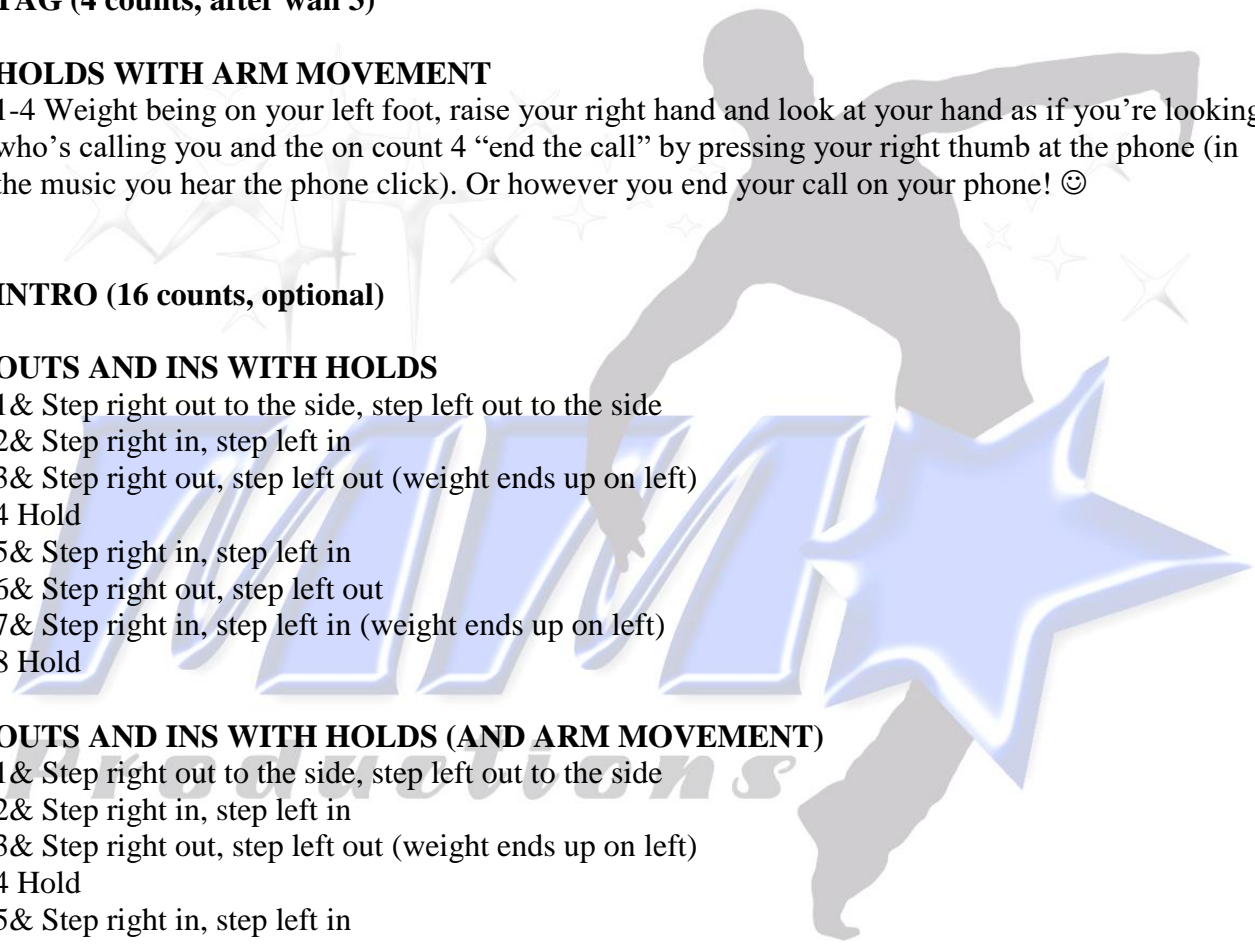 TAG (4 counts, after wall
HOLDS WITH ARM MOVEMENT
1-4 Weight being on your left foot, raise your right hand and look at your hand as if you’re looking
who’s calling you and the on count 4 “end the call” by pressing your right thumb at the phone (in
the music you hear the phone click). Or however you end your call on your phone! ☺
INTRO (16 counts, optional)
OUTS AND INS WITH HOLDS
1& Step right out to the side, step left out to the side
2& Step right in, step left in
3& Step right out, step left out (weight ends up on left)
4 Hold
5& Step right in, step left in
6& Step right out, step left out
7& Step right in, step left in (weight ends up on left)
8 Hold
OUTS AND INS WITH HOLDS (AND ARM MOVEMENT)
1& Step right out to the side, step left out to the side
2& Step right in, step left in
3& Step right out, step left out (weight ends up on left)
4 Hold
5& Step right in, step left in
MM
Productions